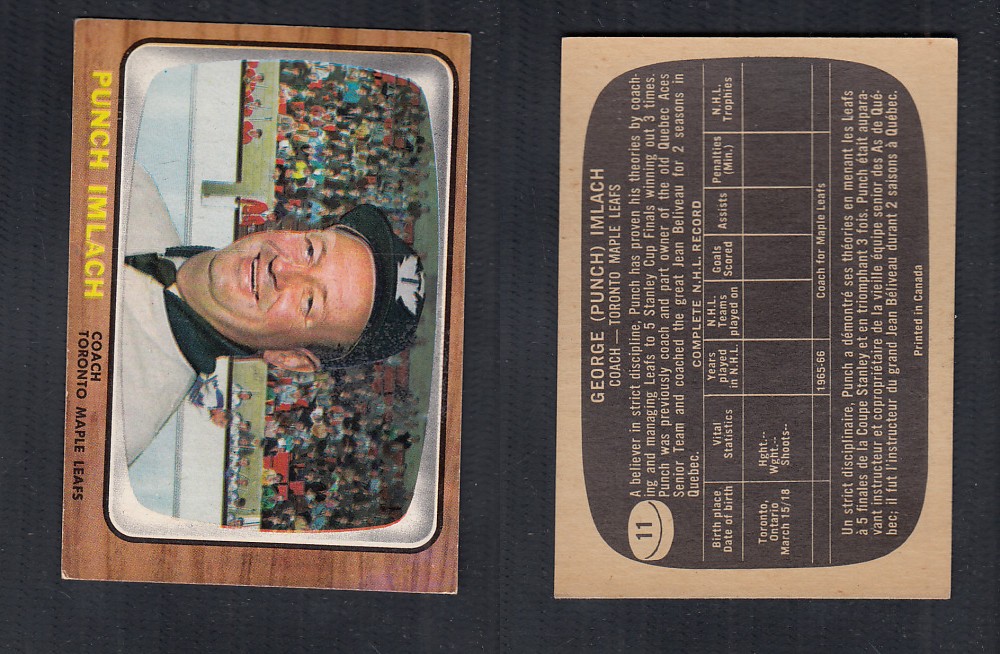 PUNCH IMLACH
COACH
TORONTO MAPLE LEAFS
11
GEORGE (PUNCH) IMLACH
COACH—TORONTO MAPLE LEAFS
A believer in strict discipline, Punch has proven his theories by coach-
ing and managing Leafs to 5 Stanley Cup Finals winning out 3 times.
Punch was previously coach and part owner of the old Quebec Aces
Senior Team and coached the great Jean Beliveau for 2 seasons in
Quebec.
COMPLETE N.H.L. RECORD
Birth place
Date of birth
Vital
Statistics
Years
played
in N.H.L.
N.H.L.
Teams
played on
Goals
Scored
Assists
Penalties
(Min.)
N.H.L.
Trophies
Toronto,
Ontario
March 15/18
Hght.--
Wght.--
Shoots--
1965-66 Coach for Maple Leafs
Un strict disciplinaire, Punch a démontré ses théories en menant les Leafs
à 5 finales de la Coupe Stanley et en triomphant 3 fois. Punch était aupara-
vant instructeur et copropriétaire de la vieille équipe senior des As de Qué-
bec; il fut l'instructeur du grand Jean Béliveau durant 2 saisons à Québec.
Printed in Canada